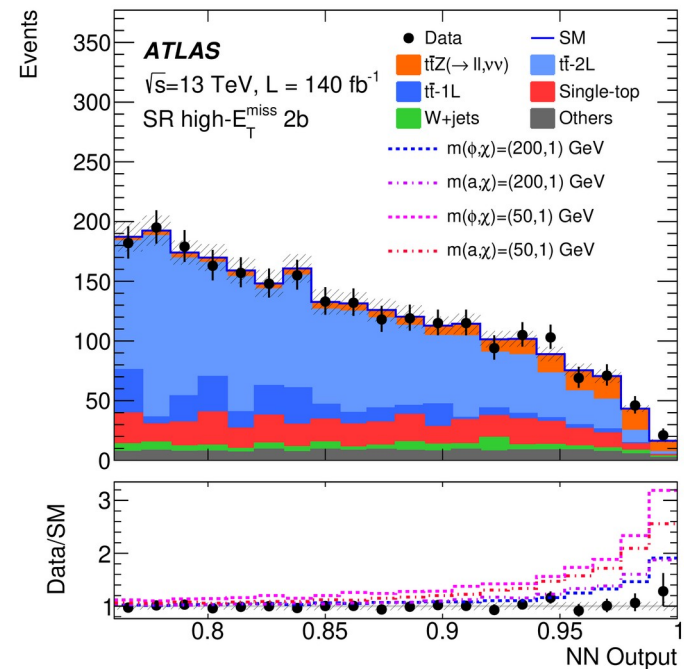 Events
350
300
250
200
150
100
50
0
ATLAS
√s=13 TeV, L = 140 fb⁻¹
SR high-E_T^miss 2b
Data SM
tt̄Z(→ll,νν) tt̄-2L
tt̄-1L Single-top
W+jets Others
m(ϕ,χ)=(200,1) GeV
m(a,χ)=(200,1) GeV
m(ϕ,χ)=(50,1) GeV
m(a,χ)=(50,1) GeV
Data/SM
3
2
1
0.8 0.85 0.9 0.95 1
NN Output